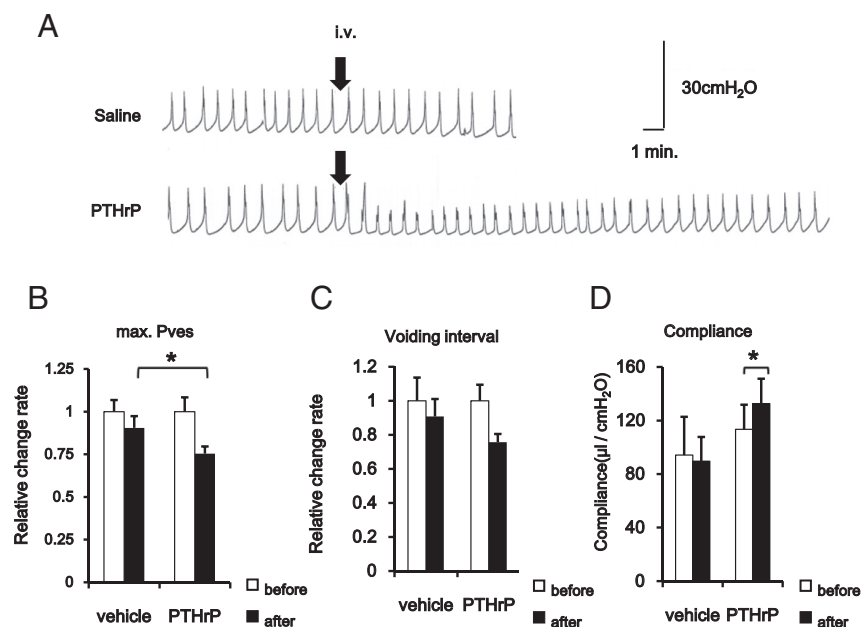 A
i.v.
Saline
30cmH₂O
1 min.
PTHrP
B
max. Pves
*
Relative change rate
1.25
1
0.75
0.5
0.25
0
vehicle PTHrP
before
after
C
Voiding interval
Relative change rate
1.2
1
0.8
0.6
0.4
0.2
0
vehicle PTHrP
before
after
D
Compliance
*
Compliance(µl / cmH₂O)
160
120
80
40
0
vehicle PTHrP
before
after